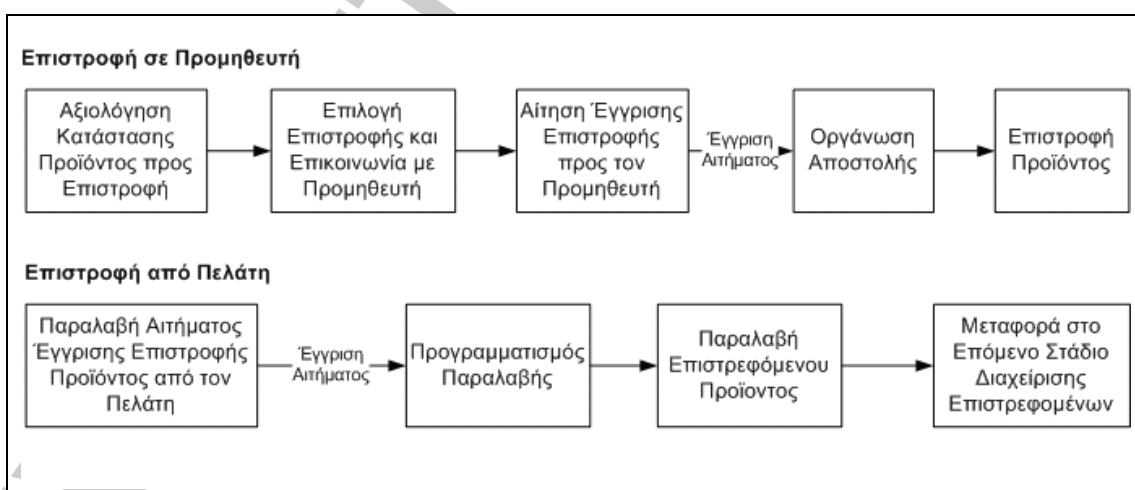 Επιστροφή σε Προμηθευτή
Αξιολόγηση
Κατάστασης
Προϊόντος προς
Επιστροφή
Επιλογή
Επιστροφής και
Επικοινωνία με
Προμηθευτή
Αίτηση Έγγρισης
Επιστροφής
προς τον
Προμηθευτή
Έγγριση
Αιτήματος
Οργάνωση
Αποστολής
Επιστροφή
Προϊόντος
Επιστροφή από Πελάτη
Παραλαβή Αιτήματος
Έγγρισης Επιστροφής
Προϊόντος από τον
Πελάτη
Έγγριση
Αιτήματος
Προγραμματισμός
Παραλαβής
Παραλαβή
Επιστρεφόμενου
Προϊοντος
Μεταφορά στο
Επόμενο Στάδιο
Διαχείρισης
Επιστρεφομένων